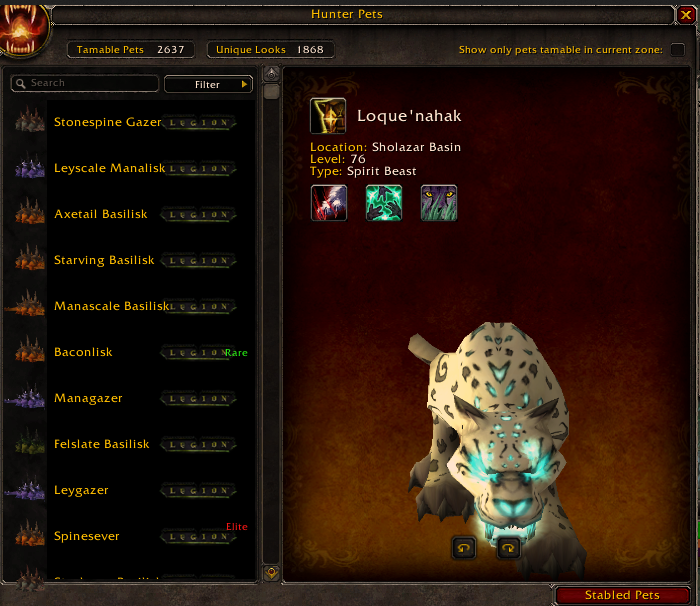 Hunter Pets
Tamable Pets 2637
Unique Looks 1868
Show only pets tamable in current zone:
Search
Filter
Stonespine Gazer LEGION
Leyscale Manalisk LEGION
Axetail Basilisk LEGION
Starving Basilisk LEGION
Manascale Basilisk LEGION
Baconlisk LEGION Rare
Managazer LEGION
Felslate Basilisk LEGION
Leygazer LEGION
Elite
Spinesever LEGION
Loque'nahak
Location: Sholazar Basin
Level: 76
Type: Spirit Beast
Stabled Pets